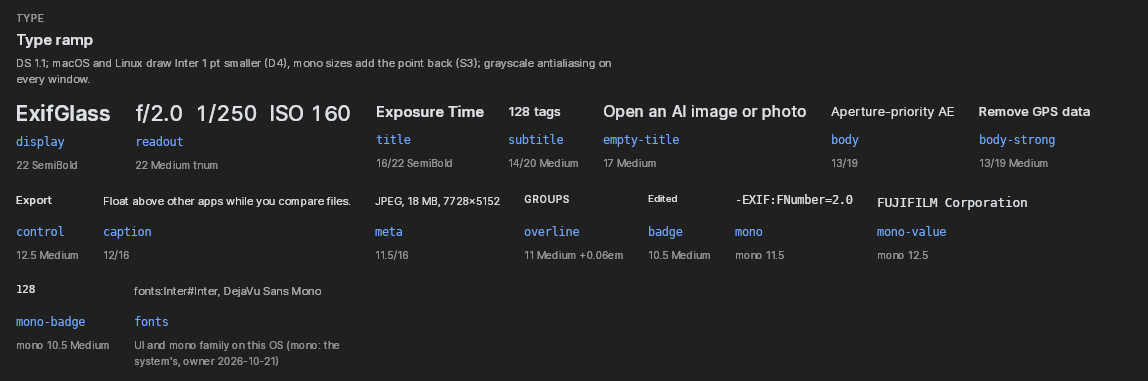 TYPE
Type ramp
DS 1.1; macOS and Linux draw Inter 1 pt smaller (D4), mono sizes add the point back (S3); grayscale antialiasing on
every window.
ExifGlass f/2.0 1/250 ISO 160 Exposure Time 128 tags Open an AI image or photo Aperture-priority AE Remove GPS data
display readout title subtitle empty-title body body-strong
22 SemiBold 22 Medium tnum 16/22 SemiBold 14/20 Medium 17 Medium 13/19 13/19 Medium
Export Float above other apps while you compare files. JPEG, 18 MB, 7728×5152 GROUPS Edited -EXIF:FNumber=2.0 FUJIFILM Corporation
control caption meta overline badge mono mono-value
12.5 Medium 12/16 11.5/16 11 Medium +0.06em 10.5 Medium mono 11.5 mono 12.5
128 fonts:Inter#Inter, DejaVu Sans Mono
mono-badge fonts
mono 10.5 Medium UI and mono family on this OS (mono: the
system's, owner 2026-10-21)